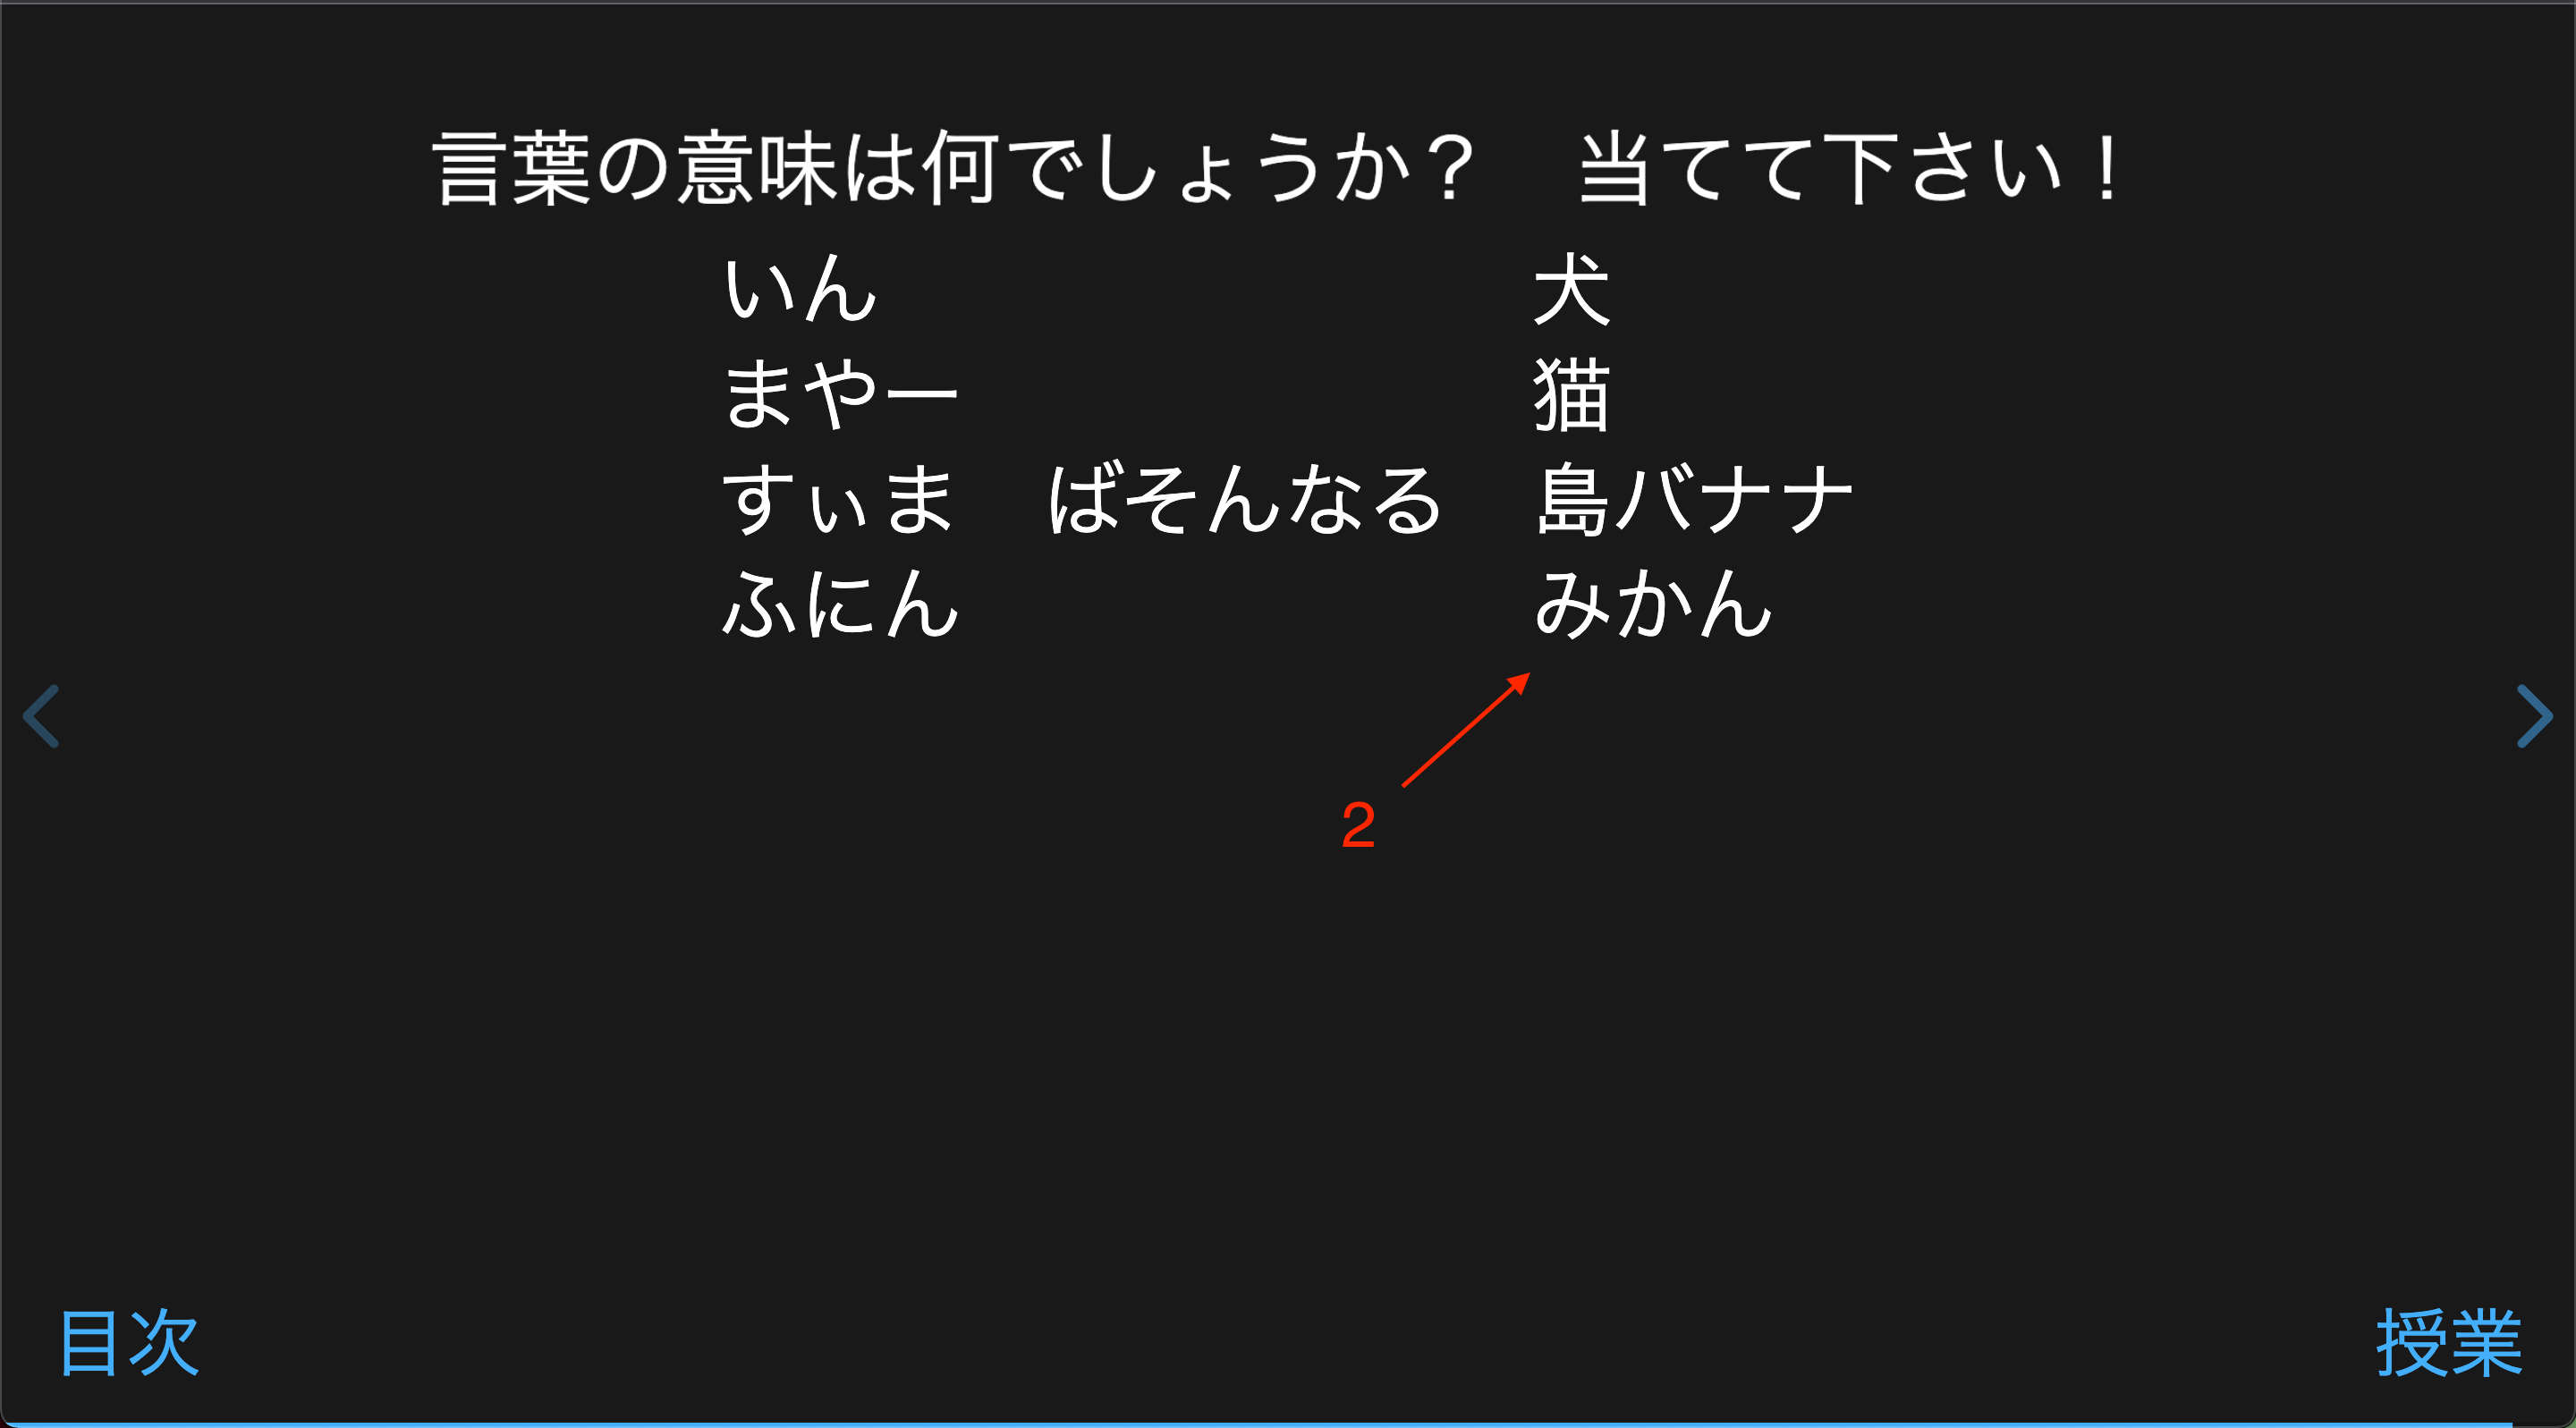 言葉の意味は何でしょうか？　当てて下さい！
いん 犬
まやー 猫
すぃま　ばそんなる 島バナナ
ふにん みかん
2
目次 授業